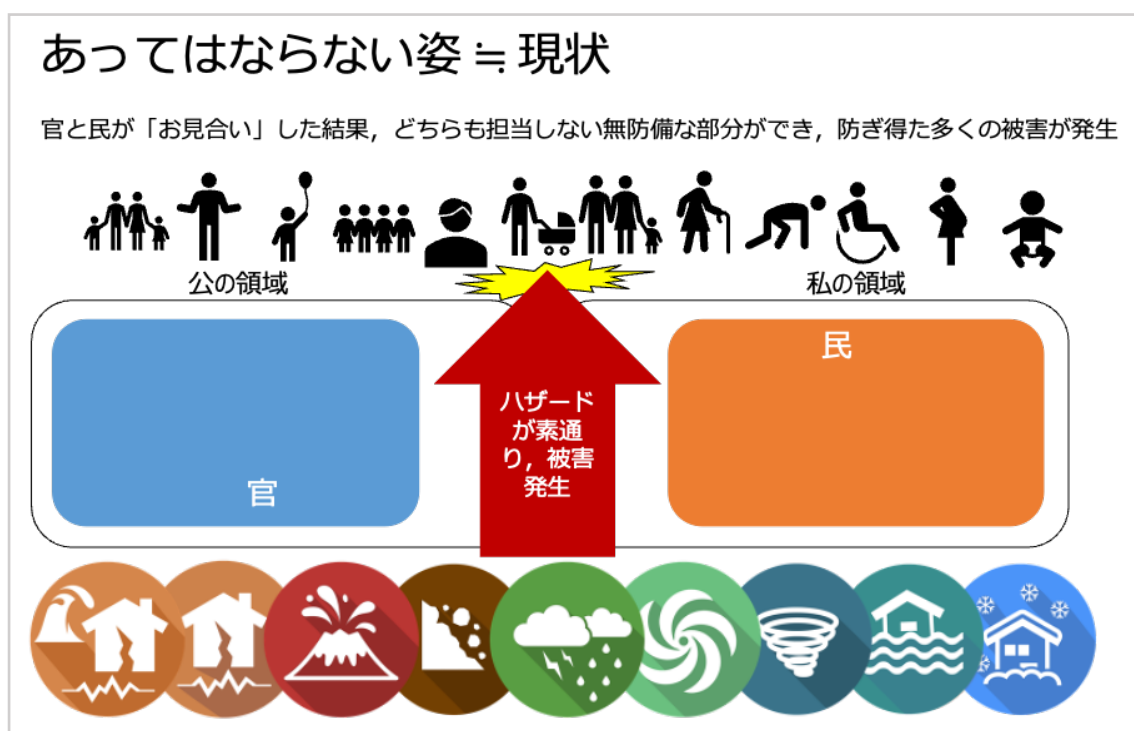 あってはならない姿 ≒ 現状
官と民が「お見合い」した結果，どちらも担当しない無防備な部分ができ，防ぎ得た多くの被害が発生
公の領域
私の領域
民
ハザード
が素通
り，被害
発生
官